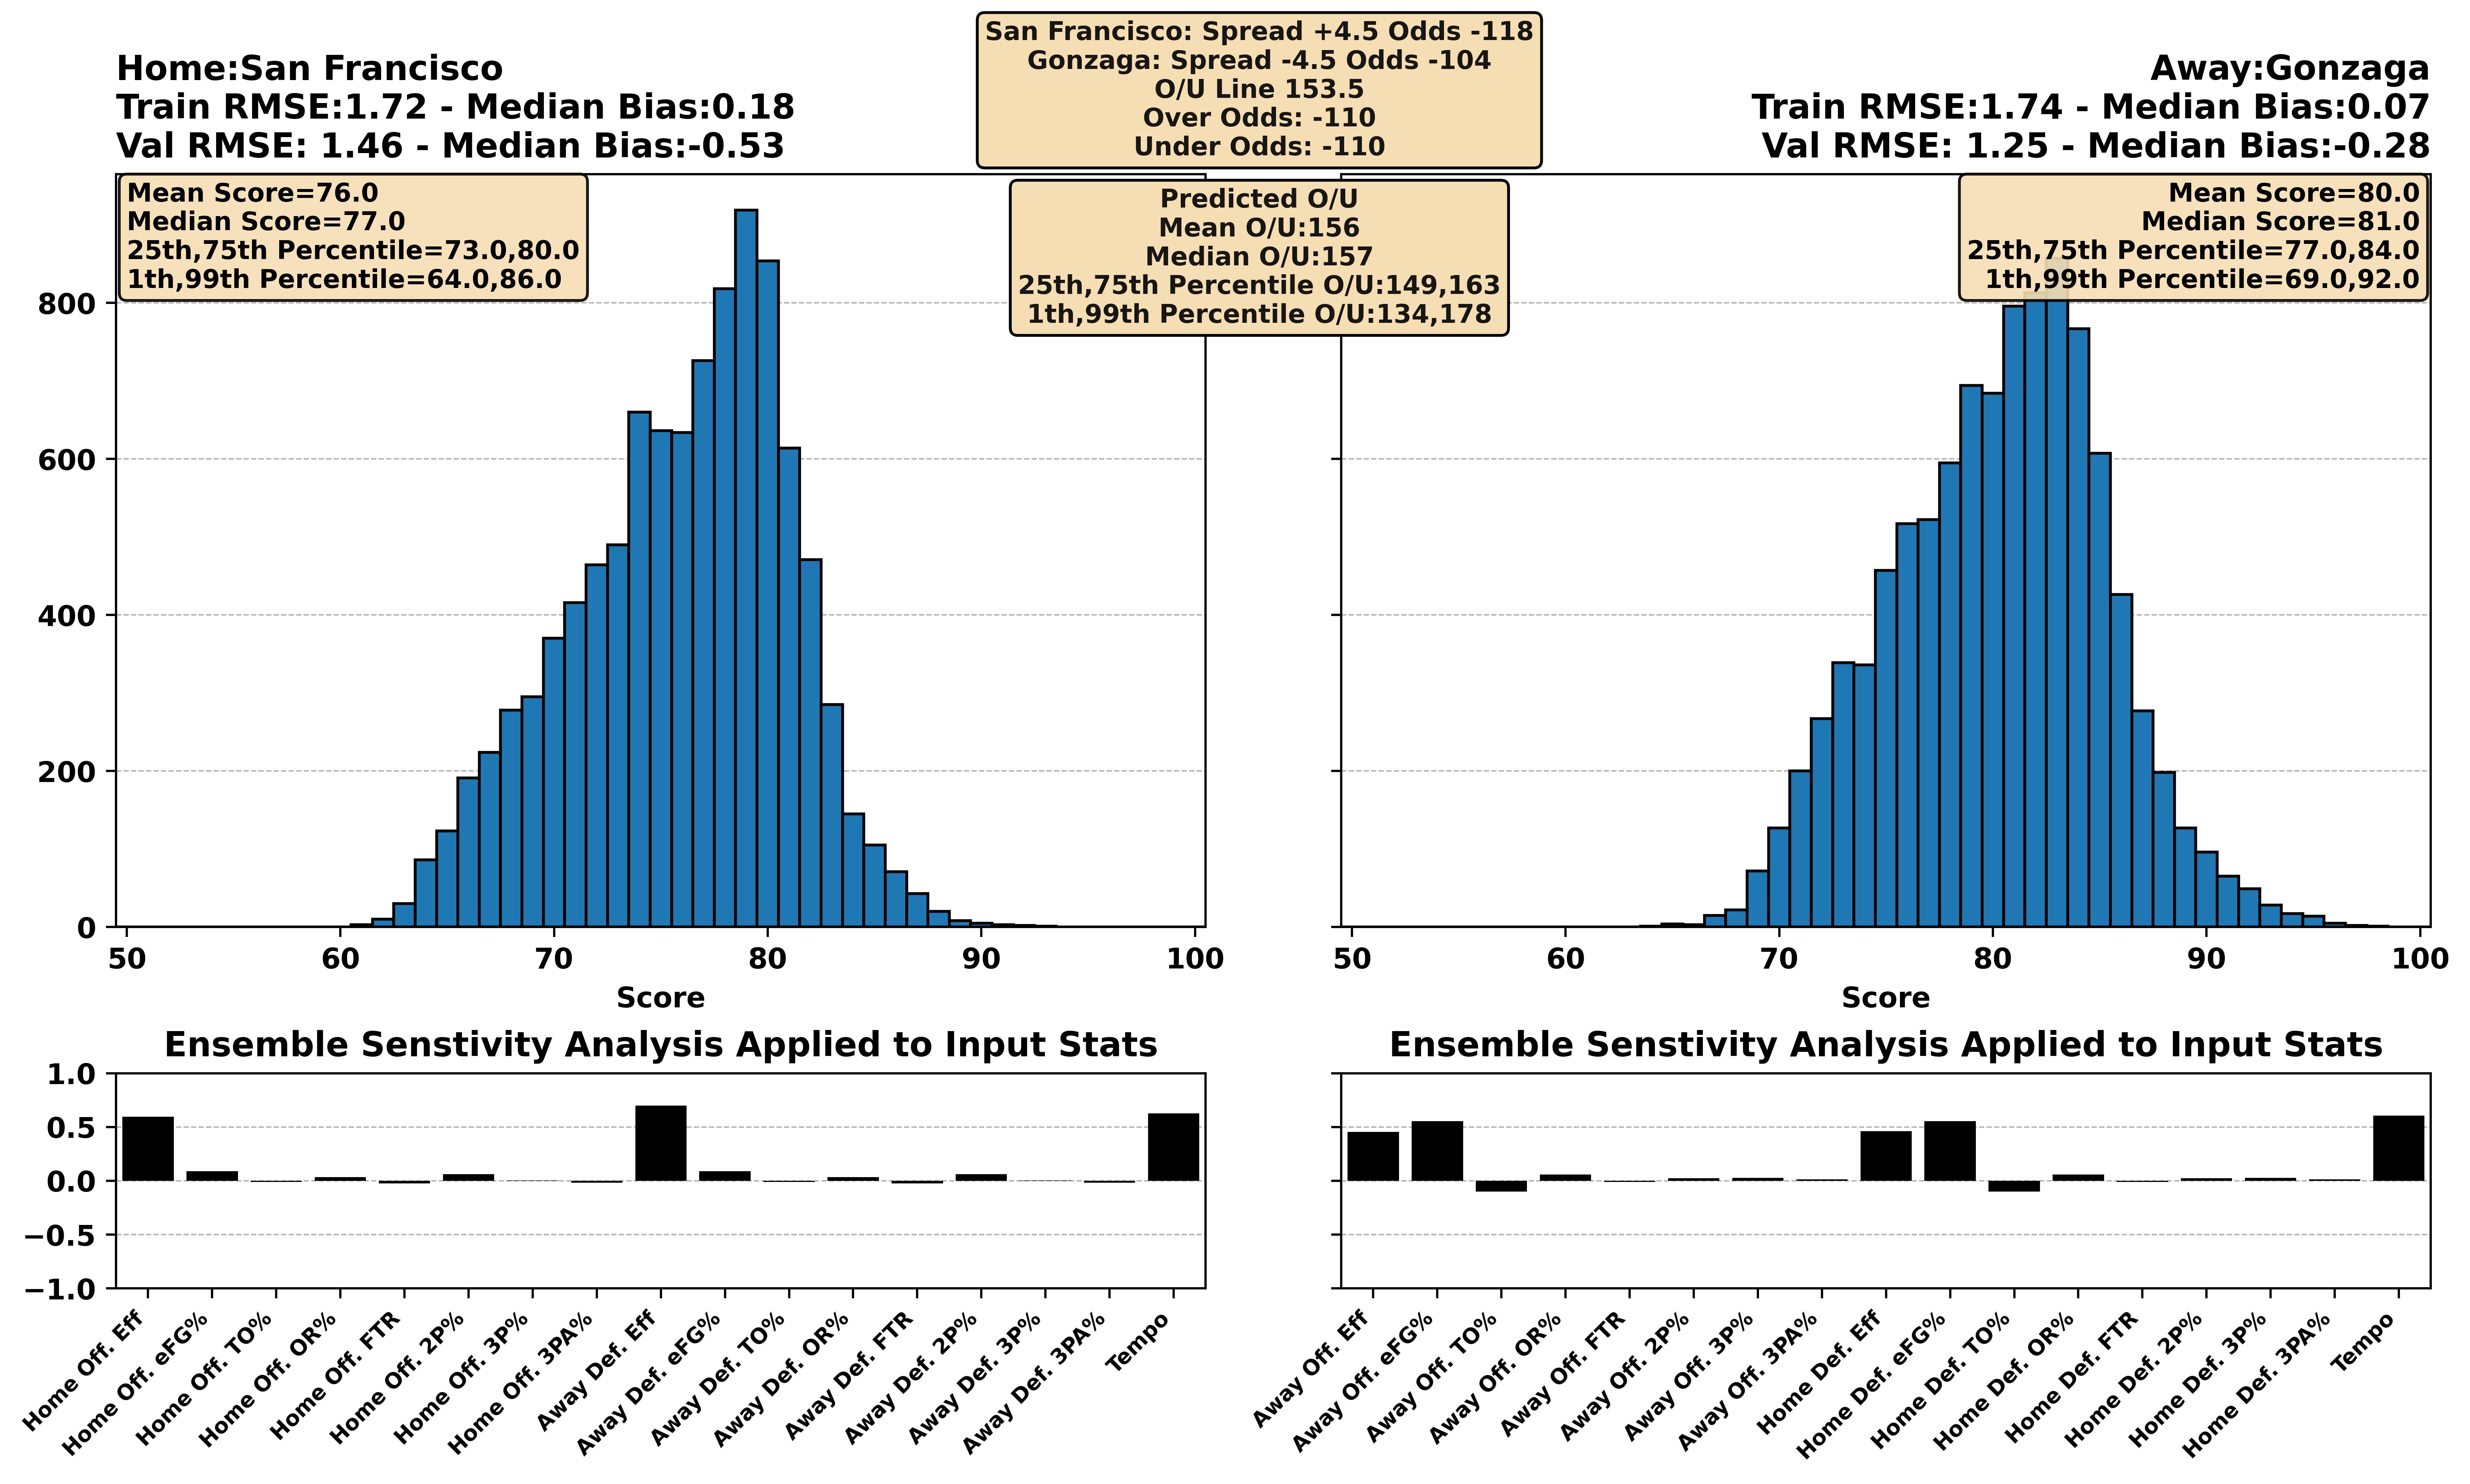 San Francisco: Spread +4.5 Odds -118
Gonzaga: Spread -4.5 Odds -104
O/U Line 153.5
Over Odds: -110
Under Odds: -110
Home:San Francisco
Train RMSE:1.72 - Median Bias:0.18
Val RMSE: 1.46 - Median Bias:-0.53
Away:Gonzaga
Train RMSE:1.74 - Median Bias:0.07
Val RMSE: 1.25 - Median Bias:-0.28
Mean Score=76.0
Median Score=77.0
25th,75th Percentile=73.0,80.0
1th,99th Percentile=64.0,86.0
Predicted O/U
Mean O/U:156
Median O/U:157
25th,75th Percentile O/U:149,163
1th,99th Percentile O/U:134,178
Mean Score=80.0
Median Score=81.0
25th,75th Percentile=77.0,84.0
1th,99th Percentile=69.0,92.0
800
600
400
200
0
50 60 70 80 90 100
Score
50 60 70 80 90 100
Score
Ensemble Senstivity Analysis Applied to Input Stats
1.0
0.5
0.0
−0.5
−1.0
Home Off. Eff
Home Off. eFG%
Home Off. TO%
Home Off. OR%
Home Off. FTR
Home Off. 2P%
Home Off. 3P%
Home Off. 3PA%
Away Def. Eff
Away Def. eFG%
Away Def. TO%
Away Def. OR%
Away Def. FTR
Away Def. 2P%
Away Def. 3P%
Away Def. 3PA%
Tempo
Ensemble Senstivity Analysis Applied to Input Stats
Away Off. Eff
Away Off. eFG%
Away Off. TO%
Away Off. OR%
Away Off. FTR
Away Off. 2P%
Away Off. 3P%
Away Off. 3PA%
Home Def. Eff
Home Def. eFG%
Home Def. TO%
Home Def. OR%
Home Def. FTR
Home Def. 2P%
Home Def. 3P%
Home Def. 3PA%
Tempo